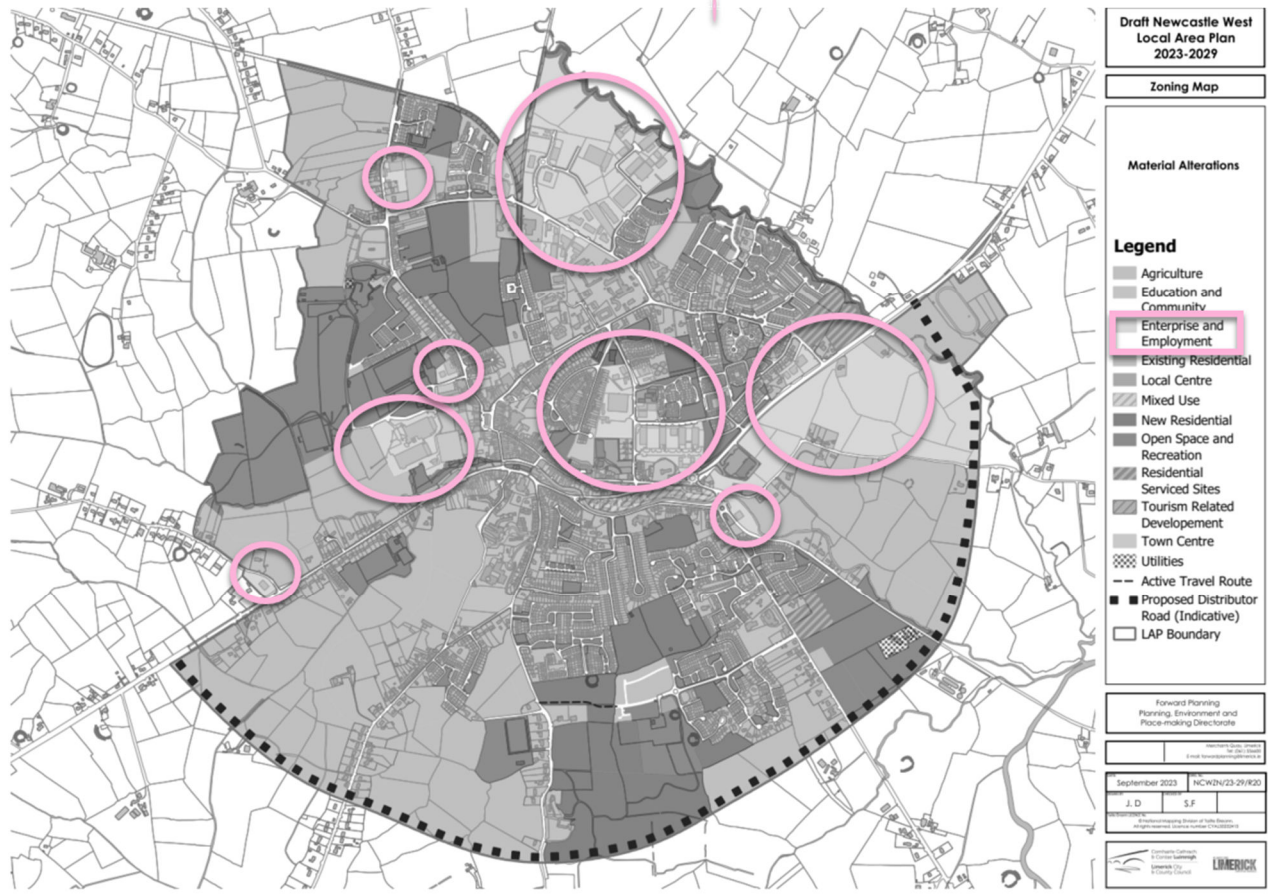 Draft Newcastle West
Local Area Plan
2023-2029
Zoning Map
Material Alterations
Legend
Agriculture
Education and
Community
Enterprise and
Employment
Existing Residential
Local Centre
Mixed Use
New Residential
Open Space and
Recreation
Residential
Serviced Sites
Tourism Related
Developement
Town Centre
Utilities
Active Travel Route
Proposed Distributor
Road (Indicative)
LAP Boundary
Forward Planning
Planning, Environment and
Place-making Directorate
Merchants Quay, Limerick
September 2023
NCWZN/23-29/R20
J. D
S.F
Limerick City
& County Council
LIMERICK